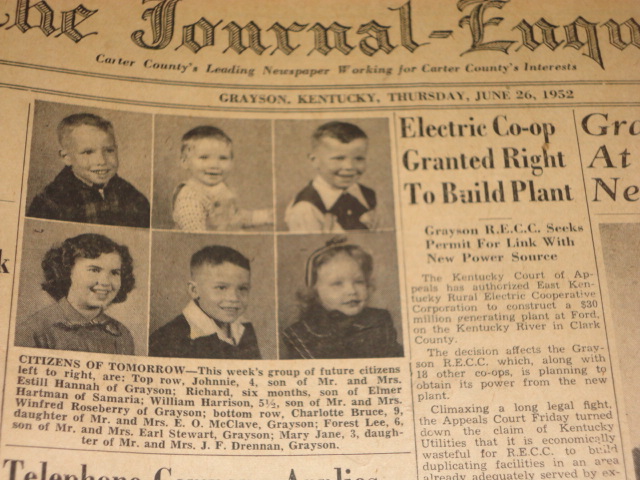 he Journal-Enqu
Carter County's Leading Newspaper Working for Carter County's Interests
GRAYSON, KENTUCKY, THURSDAY, JUNE 26, 1952
CITIZENS OF TOMORROW—This week's group of future citizens
left to right, are: Top row, Johnnie, 4, son of Mr. and Mrs.
Estill Hannah of Grayson; Richard, six months, son of Elmer
Hartman of Samaria; William Harrison, 5½, son of Mr. and Mrs.
Winfred Roseberry of Grayson; bottom row, Charlotte Bruce, 9,
daughter of Mr. and Mrs. E. O. McClave, Grayson; Forest Lee, 6,
son of Mr. and Mrs. Earl Stewart, Grayson; Mary Jane, 3, daugh-
ter of Mr. and Mrs. J. F. Drennan, Grayson.
Electric Co-op
Granted Right
To Build Plant
Grayson R.E.C.C. Seeks
Permit For Link With
New Power Source
The Kentucky Court of Ap-
peals has authorized East Ken-
tucky Rural Electric Cooperative
Corporation to construct a $30
million generating plant at Ford,
on the Kentucky River in Clark
County.
The decision affects the Gray-
son R.E.C.C. which, along with
18 other co-ops, is planning to
obtain its power from the new
plant.
Climaxing a long legal fight,
the Appeals Court Friday turned
down the claim of Kentucky
Utilities that it is economically
wasteful for R.E.C.C. to build
duplicating facilities in an area
already adequately served by ex-
Gra
At
Ne
k
Telephone